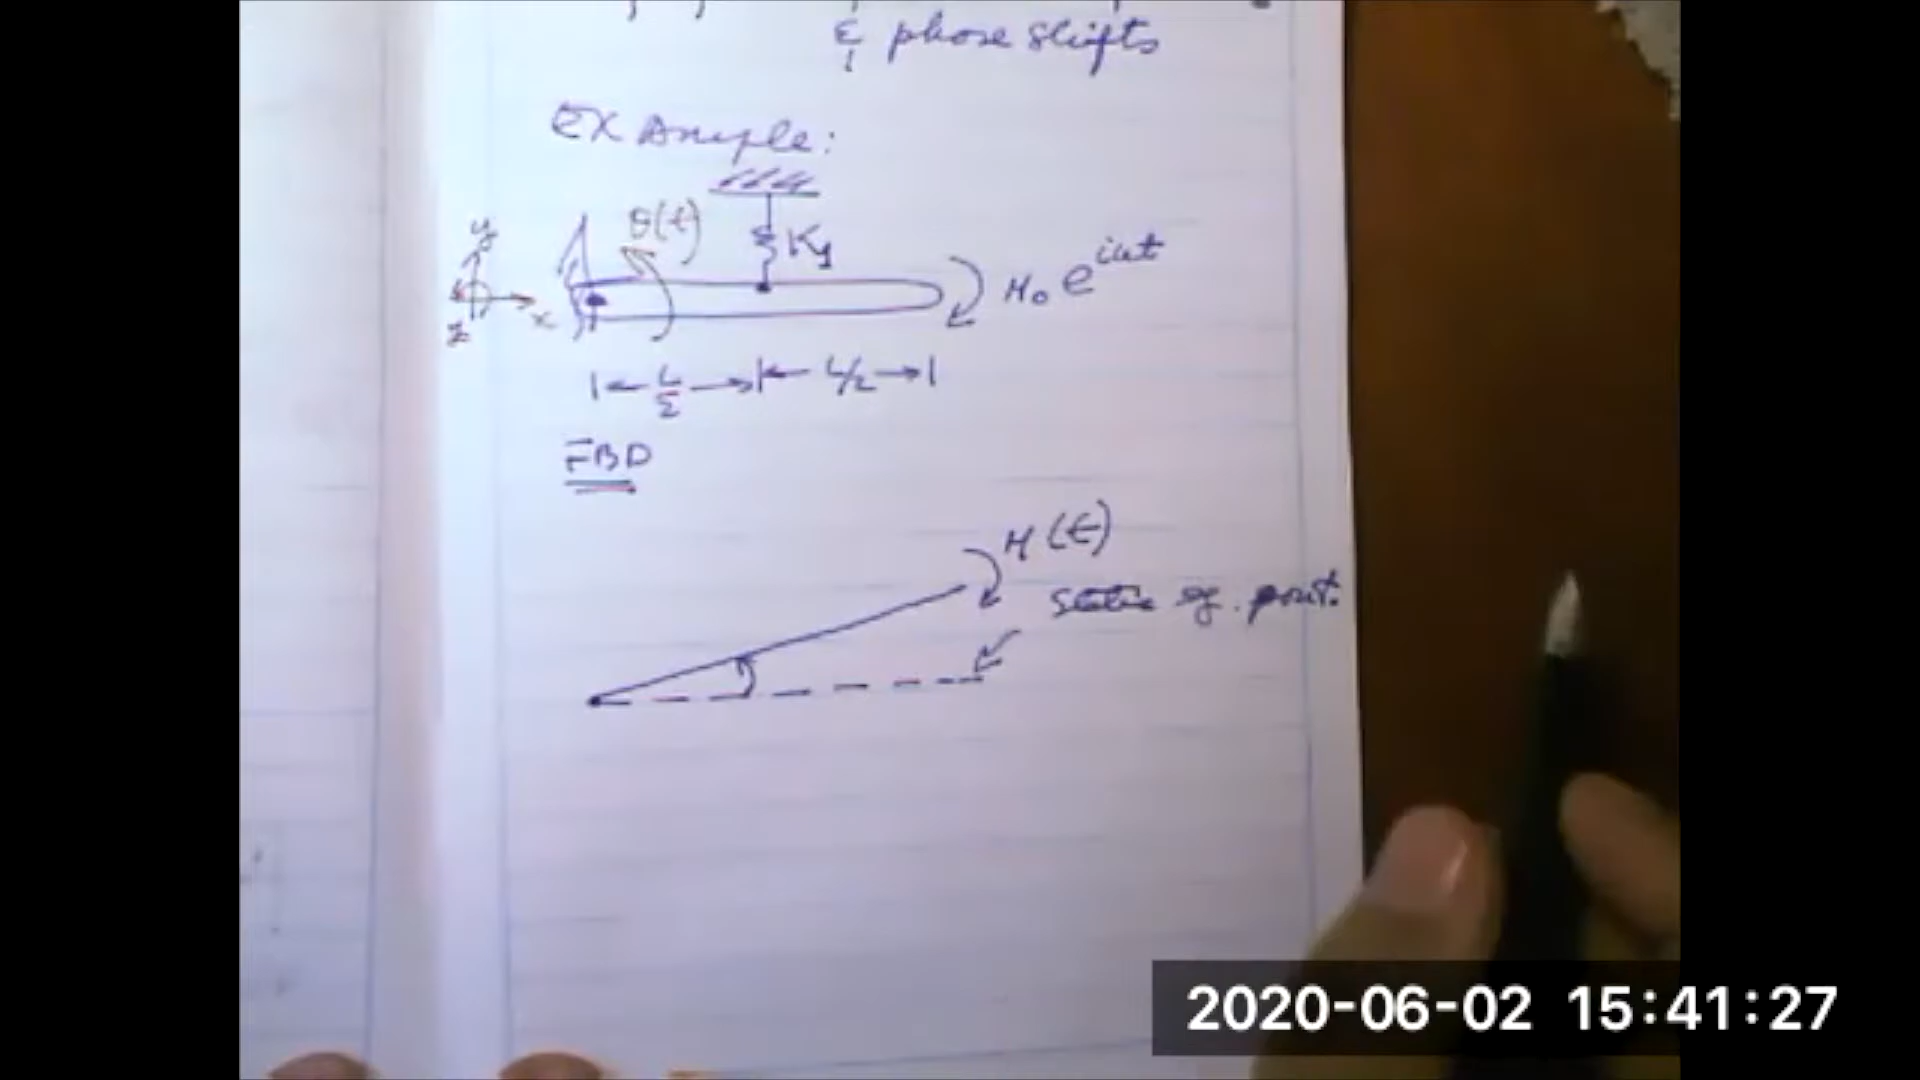 & phase shifts
Example:
θ(t)
K₁
y
x
z
M₀ e^{iωt}
L/2
L/2
FBD
M(t)
static eq. posit.
2020-06-02 15:41:27